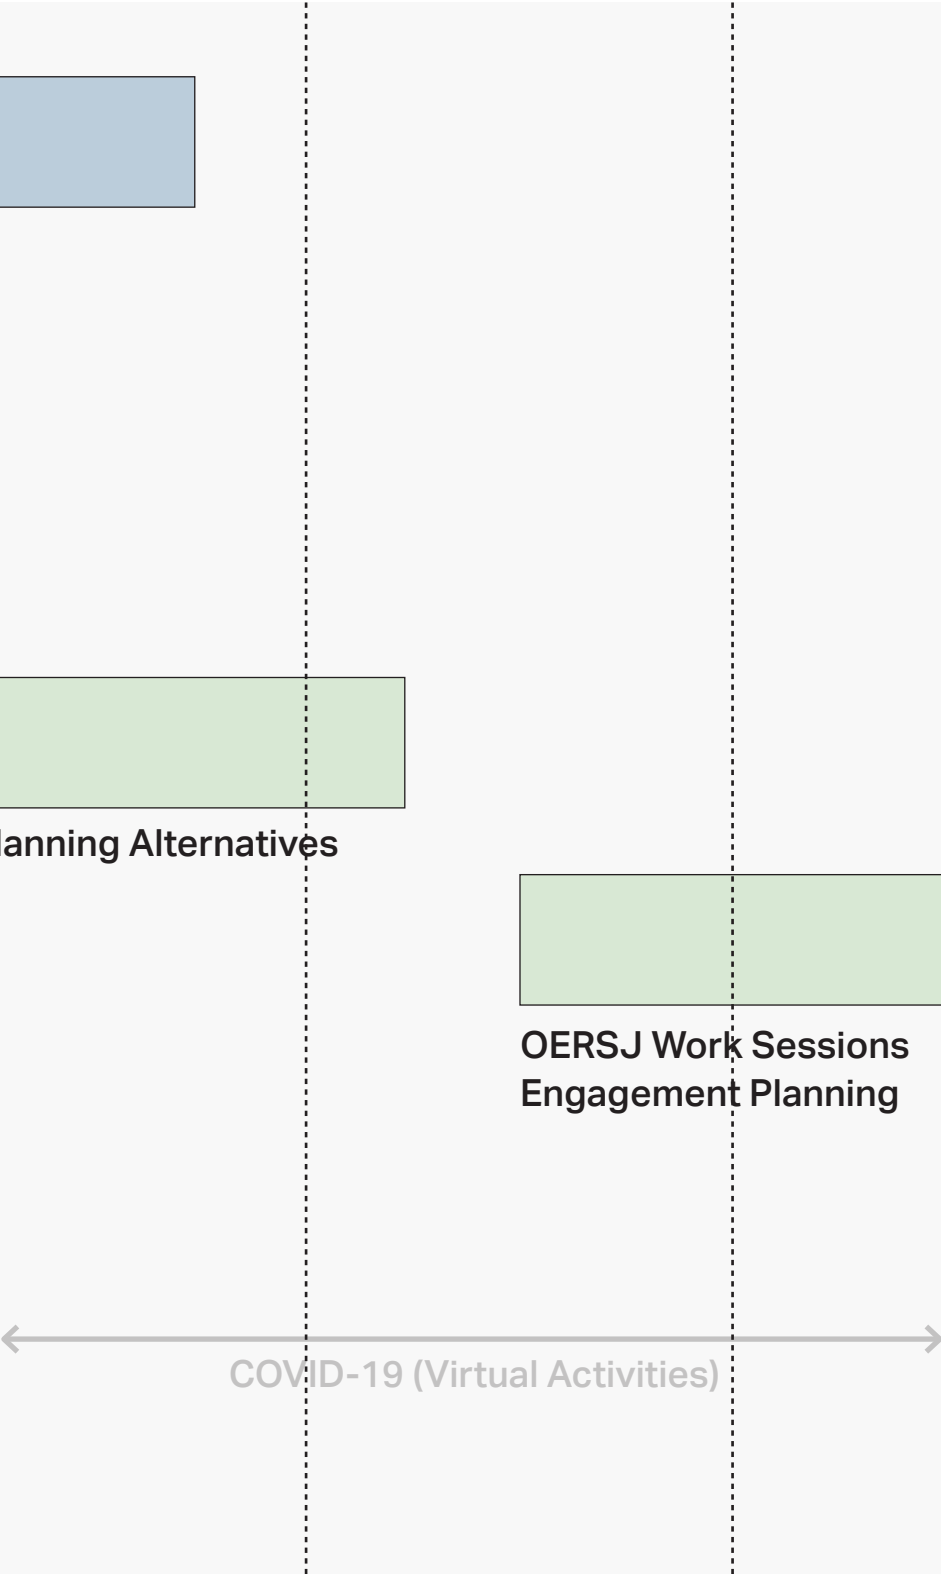 lanning Alternatives
OERSJ Work Sessions
Engagement Planning
COVID-19 (Virtual Activities)